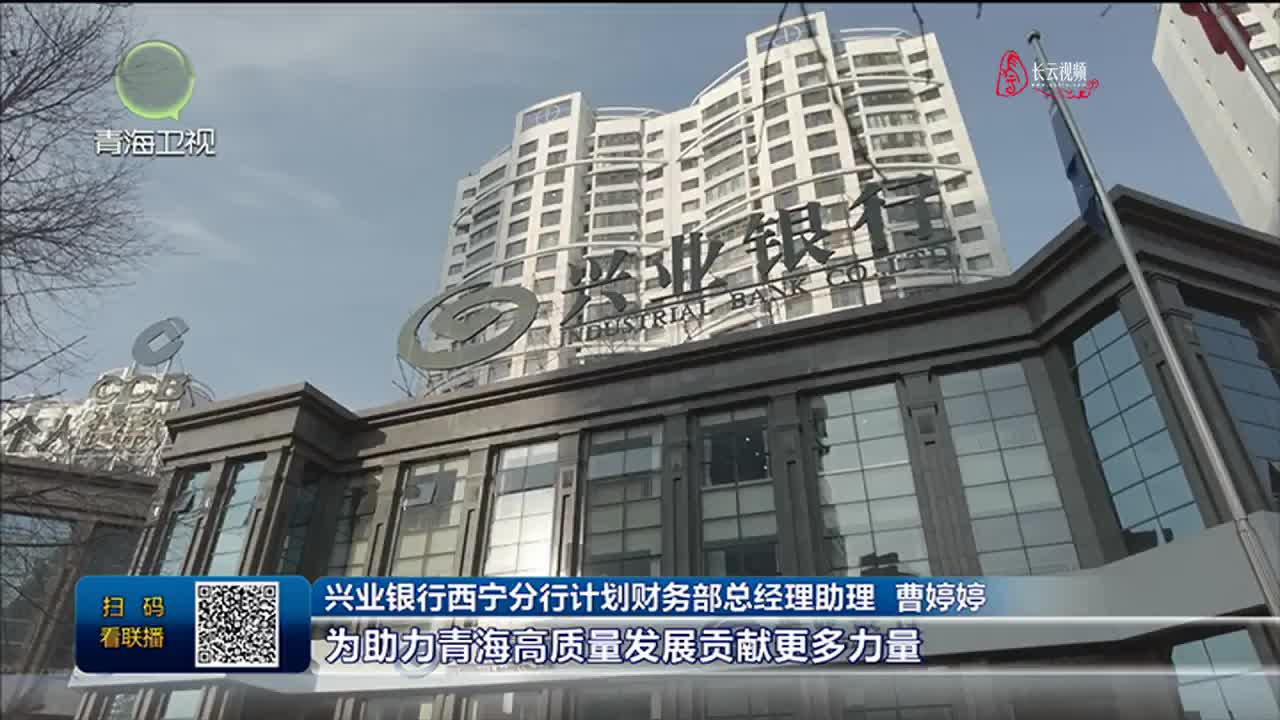 青海卫视
长云视频
兴业银行
INDUSTRIAL BANK CO.,LTD
CCB
个人
扫 码
看联播
兴业银行西宁分行计划财务部总经理助理 曹婷婷
为助力青海高质量发展贡献更多力量